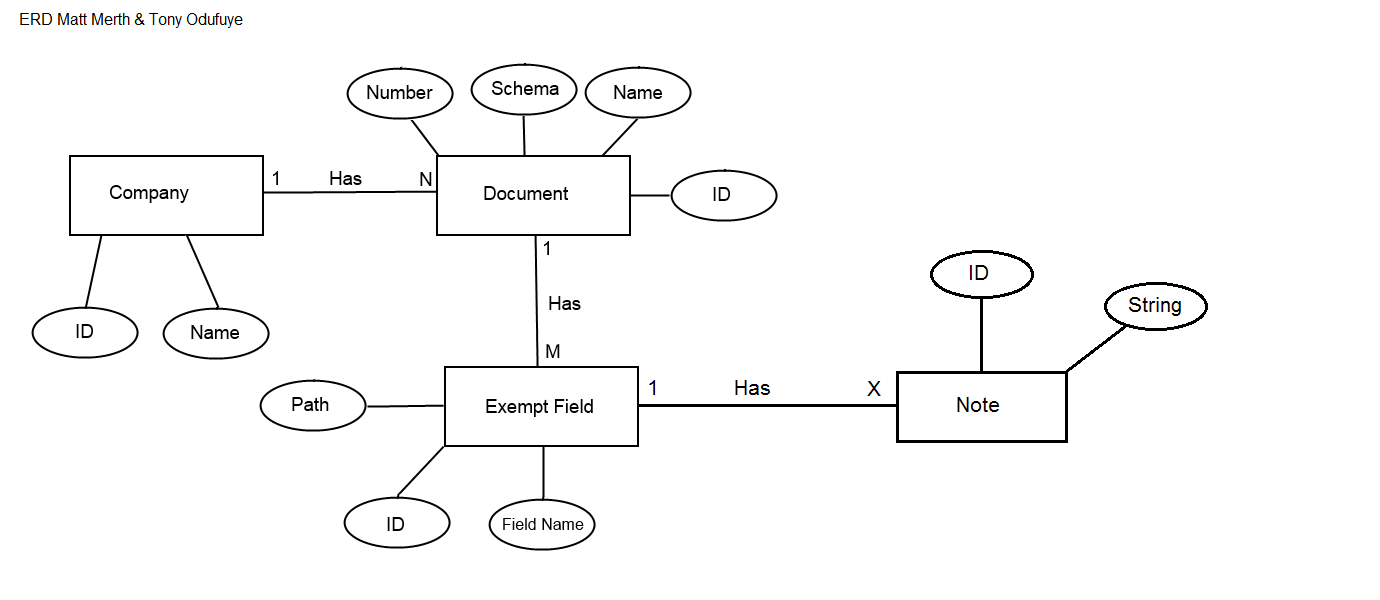 ERD Matt Merth & Tony Odufuye
Number
Schema
Name
Company
1
Has
N
Document
ID
1
Has
M
ID
Name
ID
String
Path
Exempt Field
1
Has
X
Note
ID
Field Name